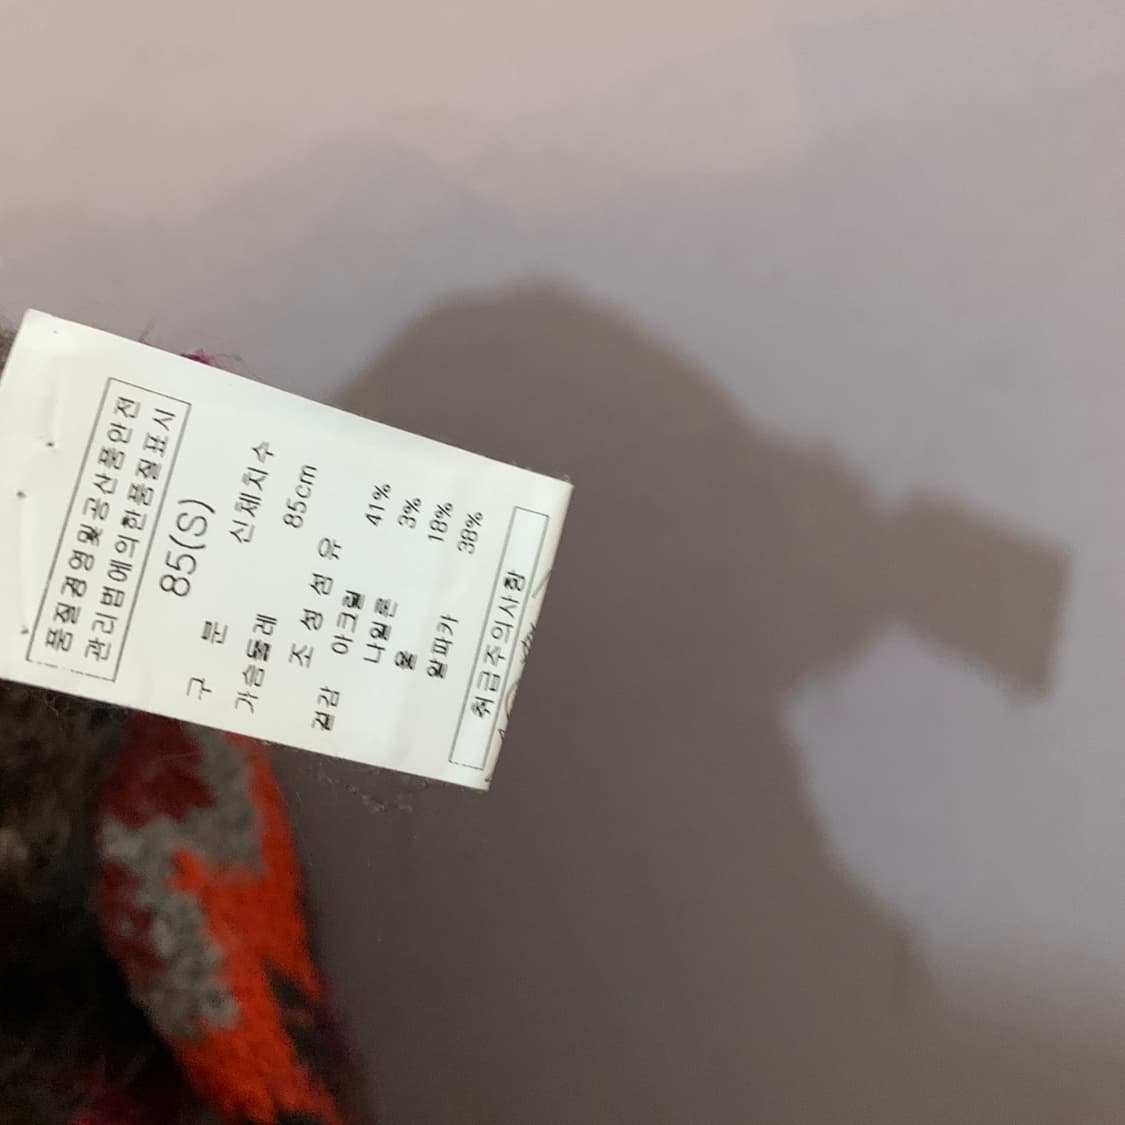 품질경영및공산품안전
관리법에의한품질표시
85(S)
구 분 신체치수
가슴둘레 85cm
조 성 섬 유
겉감 아크릴 41%
나일론 3%
울 18%
알파카 38%
취급주의사항